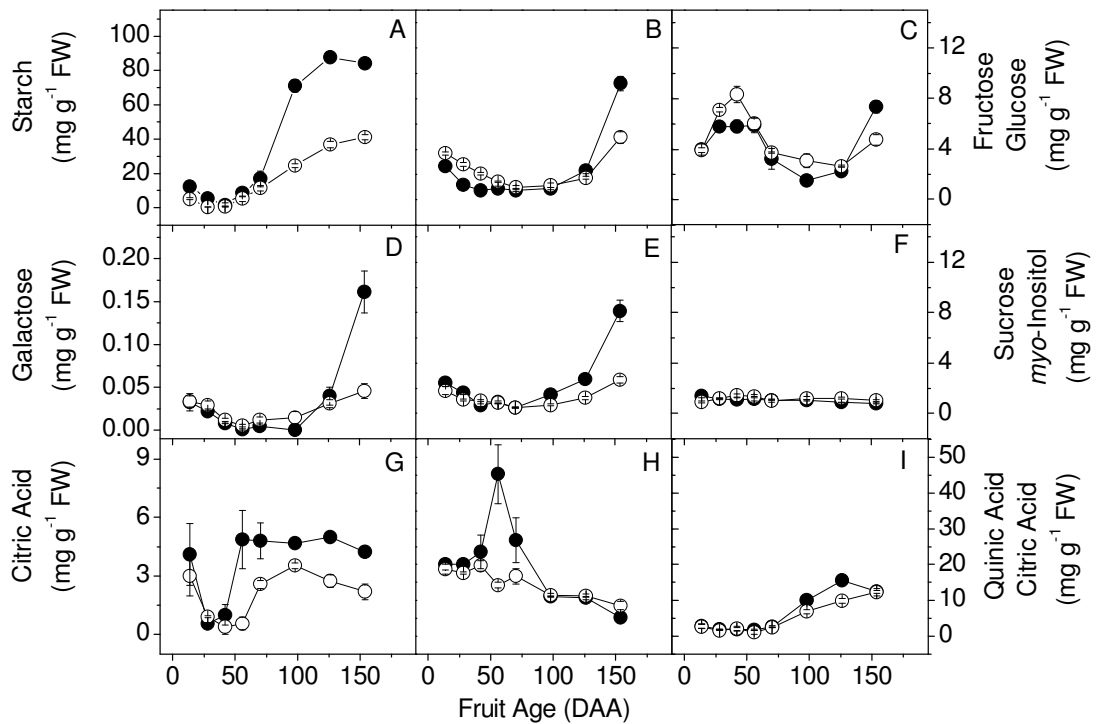 A
B
C
100
80
60
40
20
0
12
8
4
0
Starch
(mg g⁻¹ FW)
Fructose
Glucose
(mg g⁻¹ FW)
D
E
F
0.20
0.15
0.10
0.05
0.00
12
8
4
0
Galactose
(mg g⁻¹ FW)
Sucrose
myo-Inositol
(mg g⁻¹ FW)
G
H
I
9
6
3
0
50
40
30
20
10
0
Citric Acid
(mg g⁻¹ FW)
Quinic Acid
Citric Acid
(mg g⁻¹ FW)
0 50 100 150 0 50 100 150 0 50 100 150
Fruit Age (DAA)